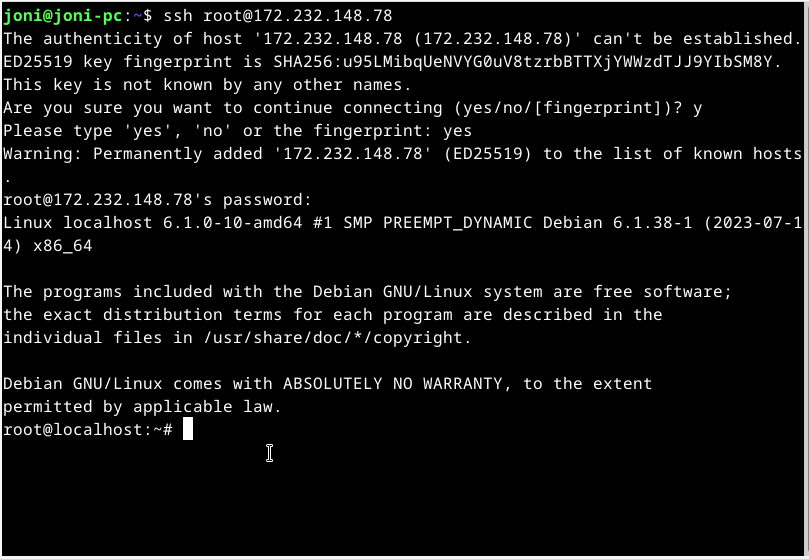 joni@joni-pc:~$ ssh root@172.232.148.78
The authenticity of host '172.232.148.78 (172.232.148.78)' can't be established.
ED25519 key fingerprint is SHA256:u95LMibqUeNVYG0uV8tzrbBTTXjYWWzdTJJ9YIbSM8Y.
This key is not known by any other names.
Are you sure you want to continue connecting (yes/no/[fingerprint])? y
Please type 'yes', 'no' or the fingerprint: yes
Warning: Permanently added '172.232.148.78' (ED25519) to the list of known hosts
.
root@172.232.148.78's password:
Linux localhost 6.1.0-10-amd64 #1 SMP PREEMPT_DYNAMIC Debian 6.1.38-1 (2023-07-1
4) x86_64
The programs included with the Debian GNU/Linux system are free software;
the exact distribution terms for each program are described in the
individual files in /usr/share/doc/*/copyright.
Debian GNU/Linux comes with ABSOLUTELY NO WARRANTY, to the extent
permitted by applicable law.
root@localhost:~#